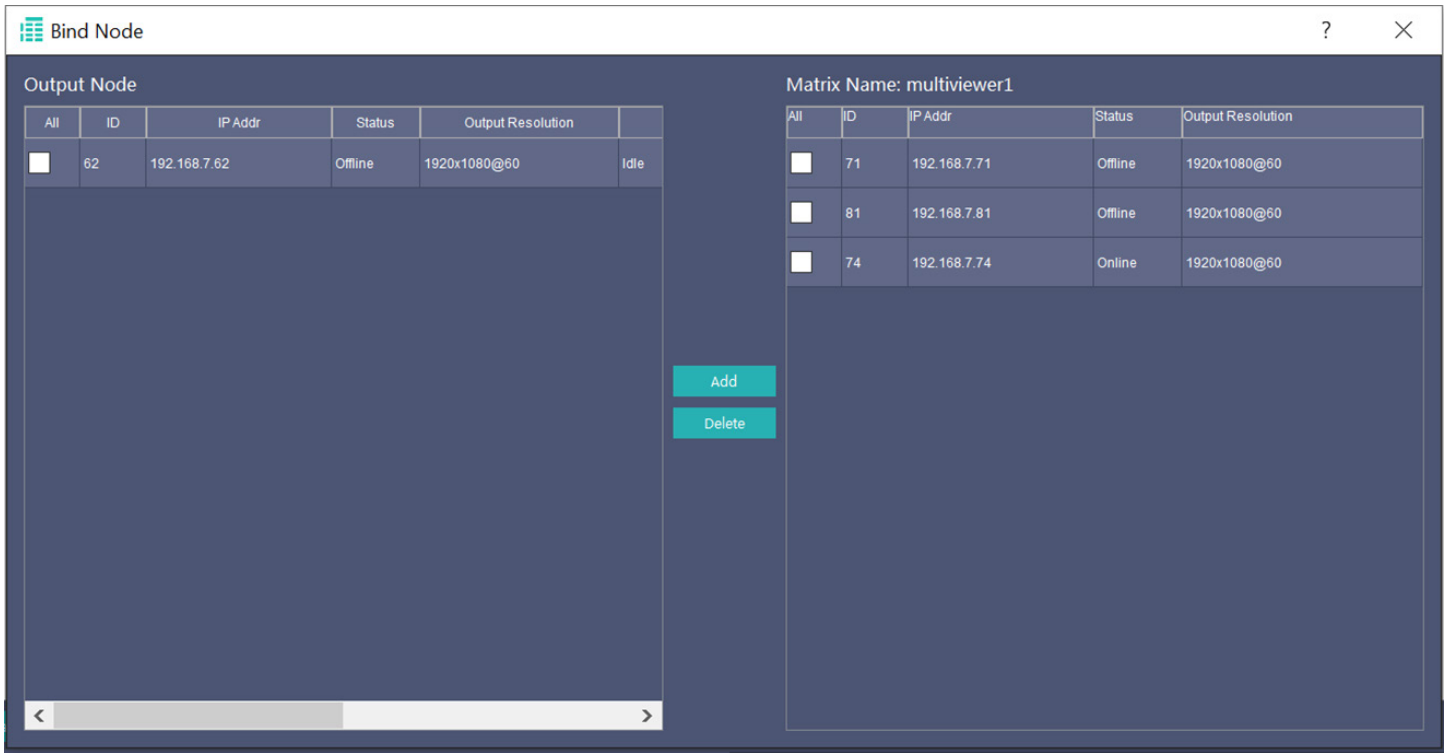 Bind Node
?
Output Node
All ID IP Addr Status Output Resolution
62 192.168.7.62 Offline 1920x1080@60 Idle
Add
Delete
Matrix Name: multiviewer1
All ID IP Addr Status Output Resolution
71 192.168.7.71 Offline 1920x1080@60
81 192.168.7.81 Offline 1920x1080@60
74 192.168.7.74 Online 1920x1080@60